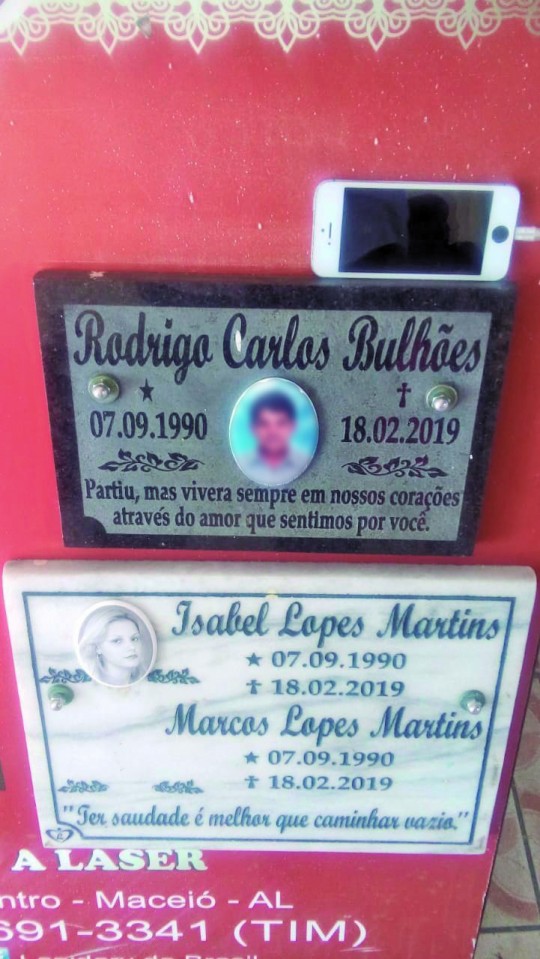 Rodrigo Carlos Bulhões
★ ✝
07.09.1990 18.02.2019
Partiu, mas vivera sempre em nossos corações
através do amor que sentimos por você.
Isabel Lopes Martins
★ 07.09.1990
✝ 18.02.2019
Marcos Lopes Martins
★ 07.09.1990
✝ 18.02.2019
"Ter saudade é melhor que caminhar vazio."
A LASER
ntro - Maceió - AL
691-3341 (TIM)